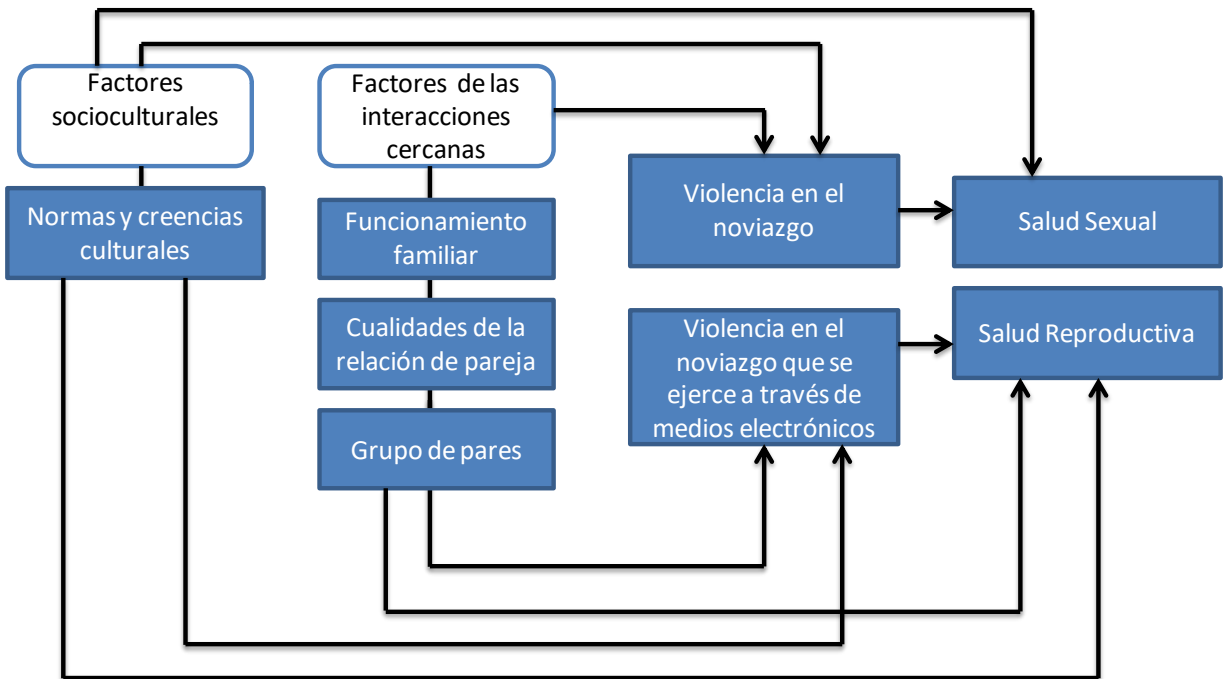 Factores
socioculturales
Normas y creencias
culturales
Factores de las
interacciones
cercanas
Funcionamiento
familiar
Cualidades de la
relación de pareja
Grupo de pares
Violencia en el
noviazgo
Violencia en el
noviazgo que se
ejerce a través de
medios electrónicos
Salud Sexual
Salud Reproductiva